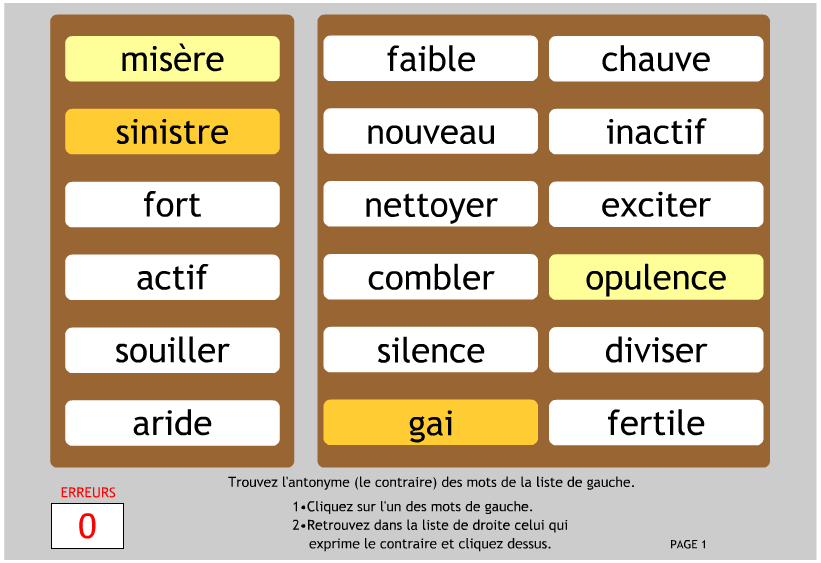 misère faible chauve
sinistre nouveau inactif
fort nettoyer exciter
actif combler opulence
souiller silence diviser
aride gai fertile
Trouvez l'antonyme (le contraire) des mots de la liste de gauche.
ERREURS
0
1•Cliquez sur l'un des mots de gauche.
2•Retrouvez dans la liste de droite celui qui
exprime le contraire et cliquez dessus.
PAGE 1